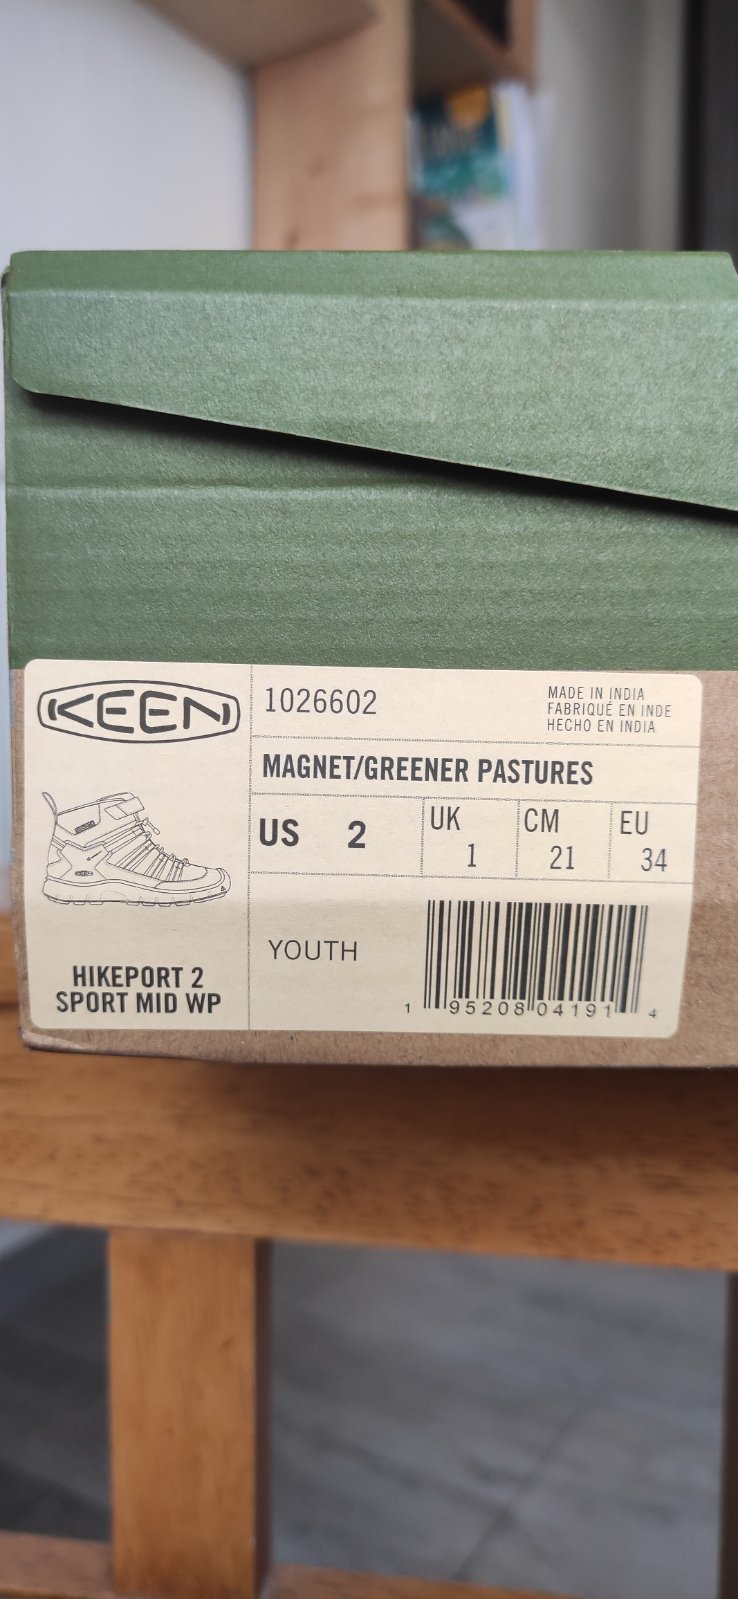 KEEN
1026602
MADE IN INDIA
FABRIQUÉ EN INDE
HECHO EN INDIA
MAGNET/GREENER PASTURES
US 2
UK 1
CM 21
EU 34
YOUTH
HIKEPORT 2
SPORT MID WP
1 95208 04191 4